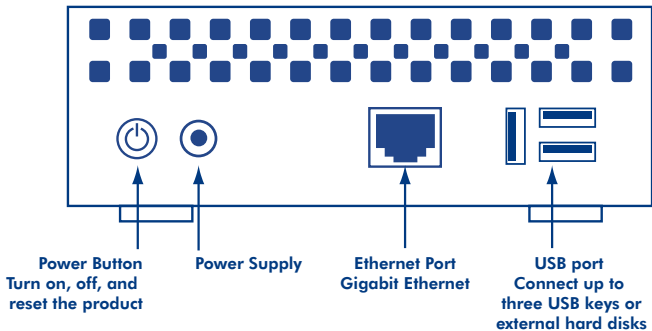 Power Button
Turn on, off, and
reset the product
Power Supply
Ethernet Port
Gigabit Ethernet
USB port
Connect up to
three USB keys or
external hard disks